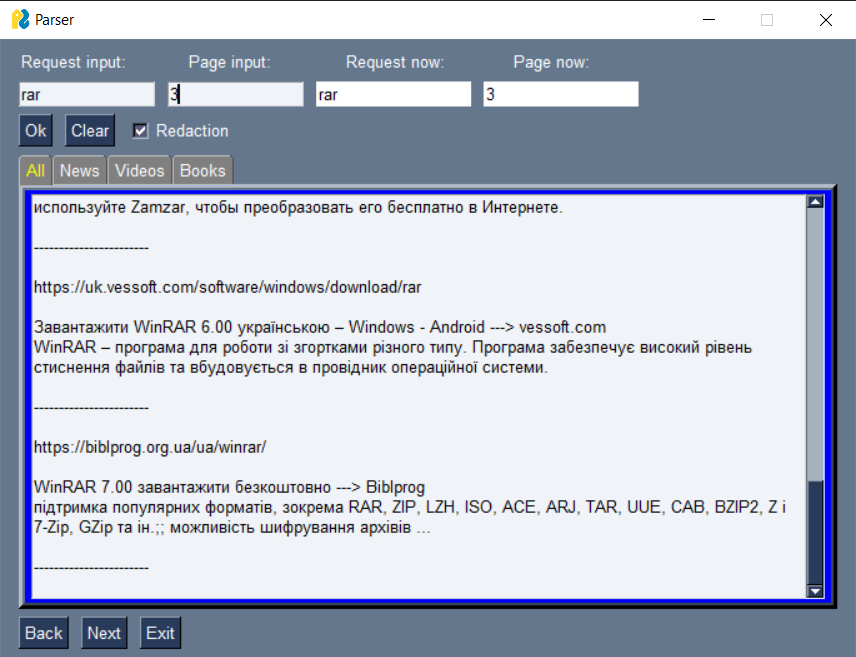 Parser
Request input: Page input: Request now: Page now:
rar 3 rar 3
Ok Clear Redaction
All News Videos Books
используйте Zamzar, чтобы преобразовать его бесплатно в Интернете.
-----------------------
https://uk.vessoft.com/software/windows/download/rar
Завантажити WinRAR 6.00 українською – Windows - Android ---> vessoft.com
WinRAR – програма для роботи зі згортками різного типу. Програма забезпечує високий рівень
стиснення файлів та вбудовується в провідник операційної системи.
-----------------------
https://biblprog.org.ua/ua/winrar/
WinRAR 7.00 завантажити безкоштовно ---> Biblprog
підтримка популярних форматів, зокрема RAR, ZIP, LZH, ISO, ACE, ARJ, TAR, UUE, CAB, BZIP2, Z і
7-Zip, GZip та ін.;; можливість шифрування архівів ...
-----------------------
Back Next Exit